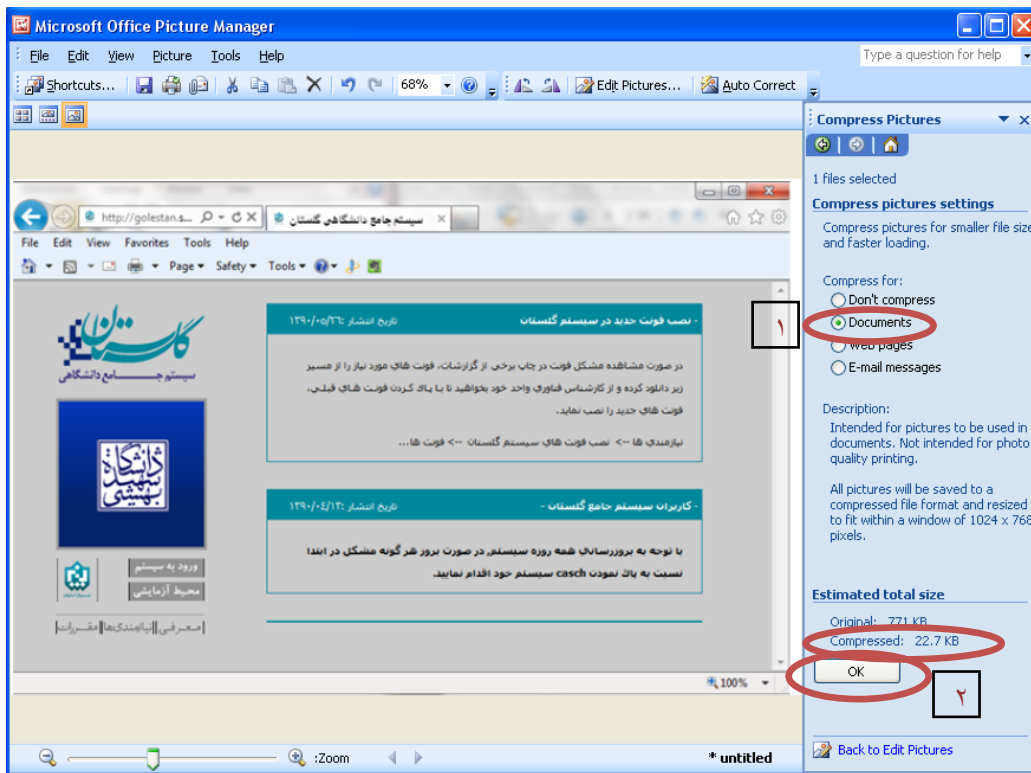 Microsoft Office Picture Manager
File Edit View Picture Tools Help
Type a question for help
Shortcuts... 68% Edit Pictures... Auto Correct
Compress Pictures
1 files selected
Compress pictures settings
Compress pictures for smaller file size
and faster loading.
Compress for:
Don't compress
Documents
Web pages
E-mail messages
Description:
Intended for pictures to be used in
documents. Not intended for photo
quality printing.
All pictures will be saved to a
compressed file format and resized
to fit within a window of 1024 x 768
pixels.
Estimated total size
Original: 771 KB
Compressed: 22.7 KB
OK
Back to Edit Pictures
۱
۲
http://golestan.s...
سیستم جامع دانشگاهی گلستان
File Edit View Favorites Tools Help
Page Safety Tools
گلستان
سیستم جامع دانشگاهی
دانشگاه
شهید
بهشتی
ورود به سیستم
محیط آزمایشی
معرفی||نیازمندی‌ها||مقررات|
- نصب فونت جدید در سیستم گلستان
تاریخ انتشار :۱۳۹۰/۰۵/۲۶
در صورت مشاهده مشکل فونت در چاپ برخی از گزارشات، فونت های مورد نیاز را از مسیر
زیر دانلود کرده و از کارشناس فناوری واحد خود بخواهید تا با پاک کردن فونت های قبلی،
فونت های جدید را نصب نماید.
نیازمندی ها --> نصب فونت های سیستم گلستان --> فونت ها...
- کاربران سیستم جامع گلستان -
تاریخ انتشار :۱۳۹۰/۰۴/۱۳
با توجه به بروزرسانی همه روزه سیستم, در صورت بروز هر گونه مشکل در ابتدا
نسبت به پاک نمودن casch سیستم خود اقدام نمایید.
100%
:Zoom
* untitled